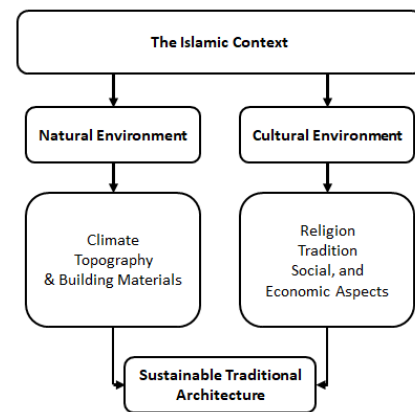 The Islamic Context
Natural Environment
Cultural Environment
Climate
Topography
& Building Materials
Religion
Tradition
Social, and
Economic Aspects
Sustainable Traditional
Architecture